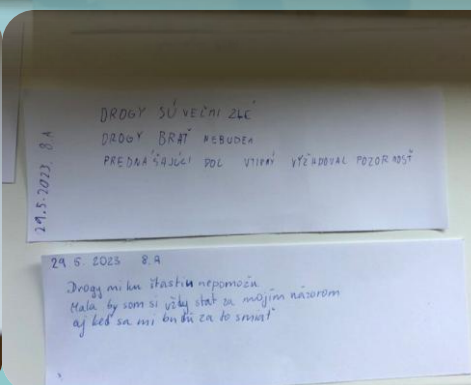 29.5.2023 8.A
DROGY SÚ VEĽMI ZLÉ
DROGY BRAŤ NEBUDEM
PREDNÁŠAJÚCI BOL VTIPNÝ VYŽADOVAL POZORNOSŤ
29.5.2023 8.A
Drogy mi ku šťastiu nepomôžu
Mala by som si vždy stáť za mojím názorom
aj keď sa mi budú za to smiať